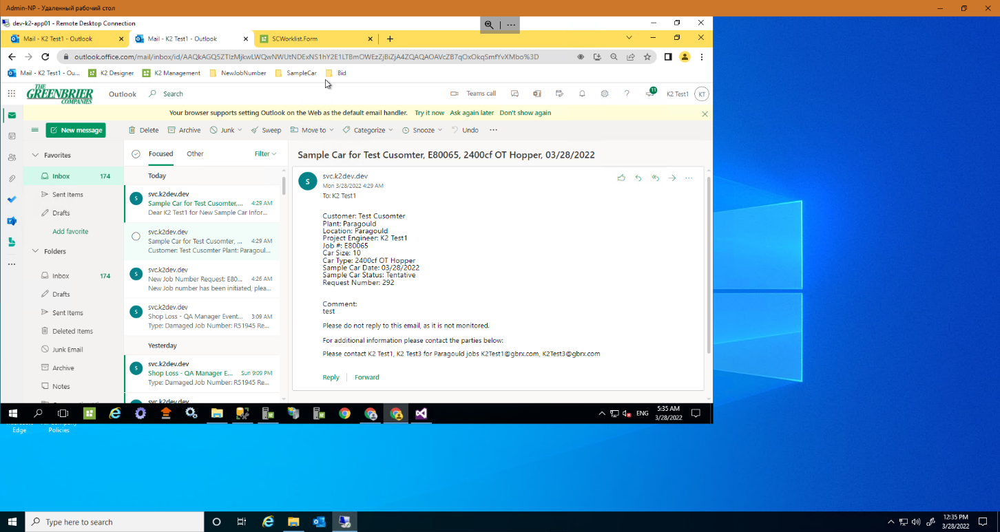 Admin-NP - Удаленный рабочий стол
dev-k2-app01 - Remote Desktop Connection
Mail - K2 Test1 - Outlook
Mail - K2 Test1 - Outlook
SCWorklist.Form
outlook.office.com/mail/inbox/id/AAQkAGQ5ZTIzMjkwLWQwNWUtNDExNS1hY2E1LTBmOWEzZjBiZjA4ZQAQAOAVcZB7qOxOkqSmfYvXMbo%3D
Mail - K2 Test1 - Ou...
K2 Designer
K2 Management
NewJobNumber
SampleCar
Bid
THE GREENBRIER COMPANIES
Outlook
Search
Teams call
11
K2 Test1
KT
Your browser supports setting Outlook on the Web as the default email handler. Try it now Ask again later Don't show again
New message
Delete
Archive
Junk
Sweep
Move to
Categorize
Snooze
Undo
Favorites
Inbox 174
Sent Items
Drafts
Add favorite
Folders
Inbox 174
Drafts
Sent Items
Deleted Items
Junk Email
Archive
Notes
Focused
Other
Filter
Today
S
svc.k2dev.dev
Sample Car for Test Cusomter,... 4:29 AM
Dear K2 Test1 for New Sample Car Infor...
svc.k2dev.dev
Sample Car for Test Cusomter, ... 4:29 AM
Customer: Test Cusomter Plant: Paragoul...
S
svc.k2dev.dev
New Job Number Request: E80... 4:26 AM
New Job number has been initiated, plea...
S
svc.k2dev.dev
Shop Loss - QA Manager Event... 3:09 AM
Type: Damaged Job Number: R51945 Re...
Yesterday
S
svc.k2dev.dev
Shop Loss - QA Manager E... Sun 9:09 PM
Type: Damaged Job Number: R51945 Re...
svc.k2dev.dev
Sample Car for Test Cusomter, E80065, 2400cf OT Hopper, 03/28/2022
S
svc.k2dev.dev
Mon 3/28/2022 4:29 AM
To: K2 Test1
Customer: Test Cusomter
Plant: Paragould
Location: Paragould
Project Engineer: K2 Test1
Job #: E80065
Car Size: 10
Car Type: 2400cf OT Hopper
Sample Car Date: 03/28/2022
Sample Car Status: Tentative
Request Number: 292
Comment:
test
Please do not reply to this email, as it is not monitored.
For additional information please contact the parties below:
Please contact K2 Test1, K2 Test3 for Paragould jobs K2Test1@gbrx.com, K2Test3@gbrx.com
Reply
Forward
ENG
5:35 AM
3/28/2022
Edge
Policies
Type here to search
12:35 PM
3/28/2022